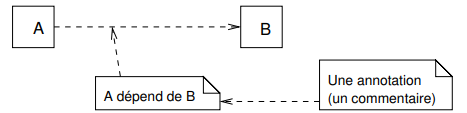 A
B
A dépend de B
Une annotation
(un commentaire)